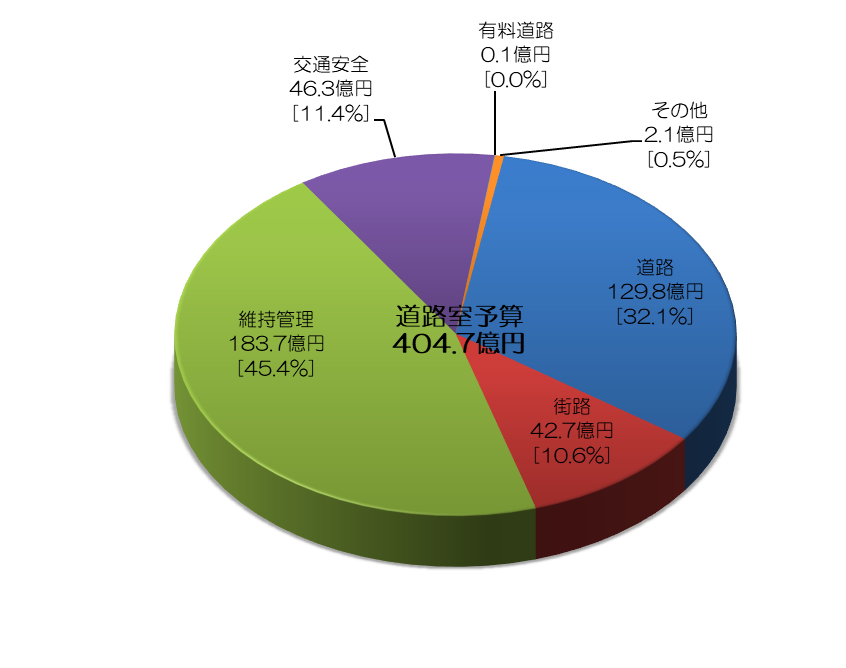 有料道路
0.1億円
[0.0%]
交通安全
46.3億円
[11.4%]
その他
2.1億円
[0.5%]
道路
129.8億円
[32.1%]
維持管理
183.7億円
[45.4%]
道路室予算
404.7億円
街路
42.7億円
[10.6%]